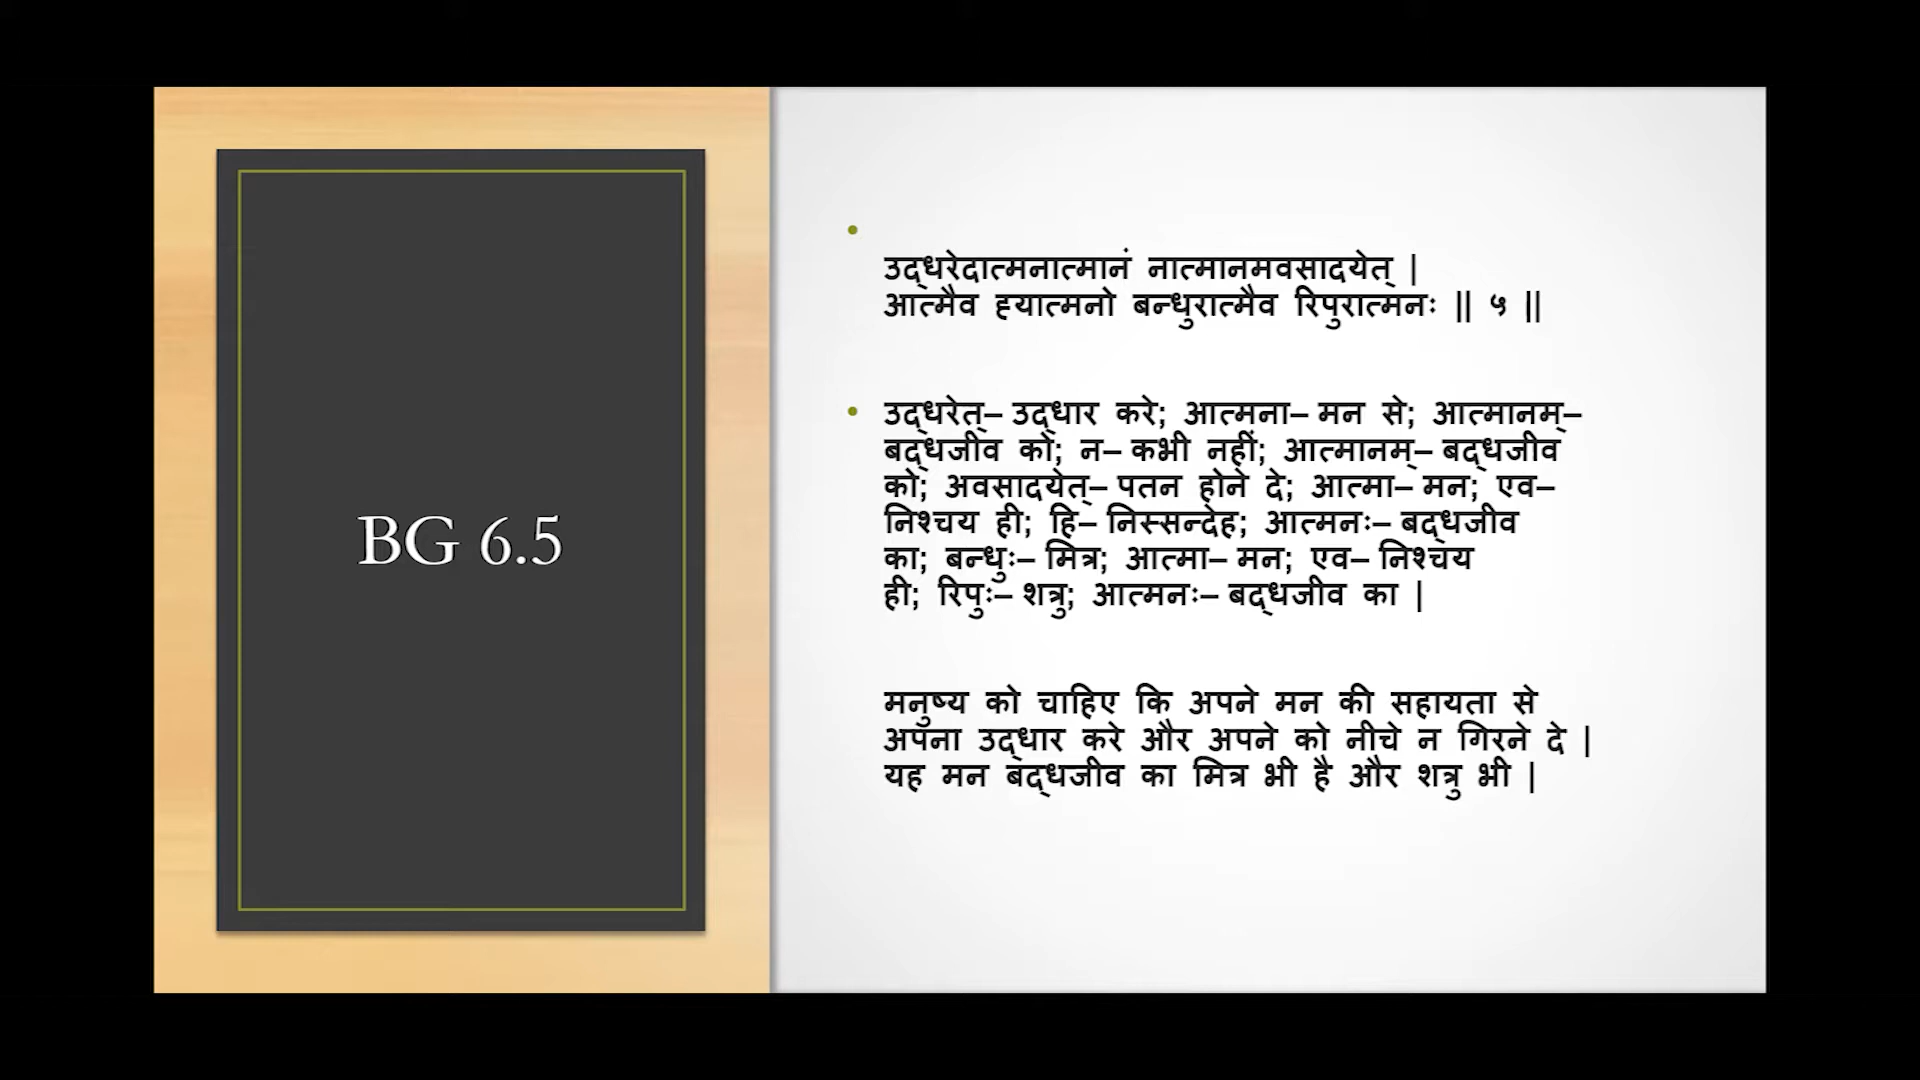 BG 6.5
उद्धरेदात्मनात्मानं नात्मानमवसादयेत् |
आत्मैव ह्यात्मनो बन्धुरात्मैव रिपुरात्मनः || ५ ||
उद्धरेत्– उद्धार करे; आत्मना– मन से; आत्मानम्–
बद्धजीव को; न– कभी नहीं; आत्मानम्– बद्धजीव
को; अवसादयेत्– पतन होने दे; आत्मा– मन; एव–
निश्चय ही; हि– निस्सन्देह; आत्मनः– बद्धजीव
का; बन्धुः– मित्र; आत्मा– मन; एव– निश्चय
ही; रिपुः– शत्रु; आत्मनः– बद्धजीव का |
मनुष्य को चाहिए कि अपने मन की सहायता से
अपना उद्धार करे और अपने को नीचे न गिरने दे |
यह मन बद्धजीव का मित्र भी है और शत्रु भी |